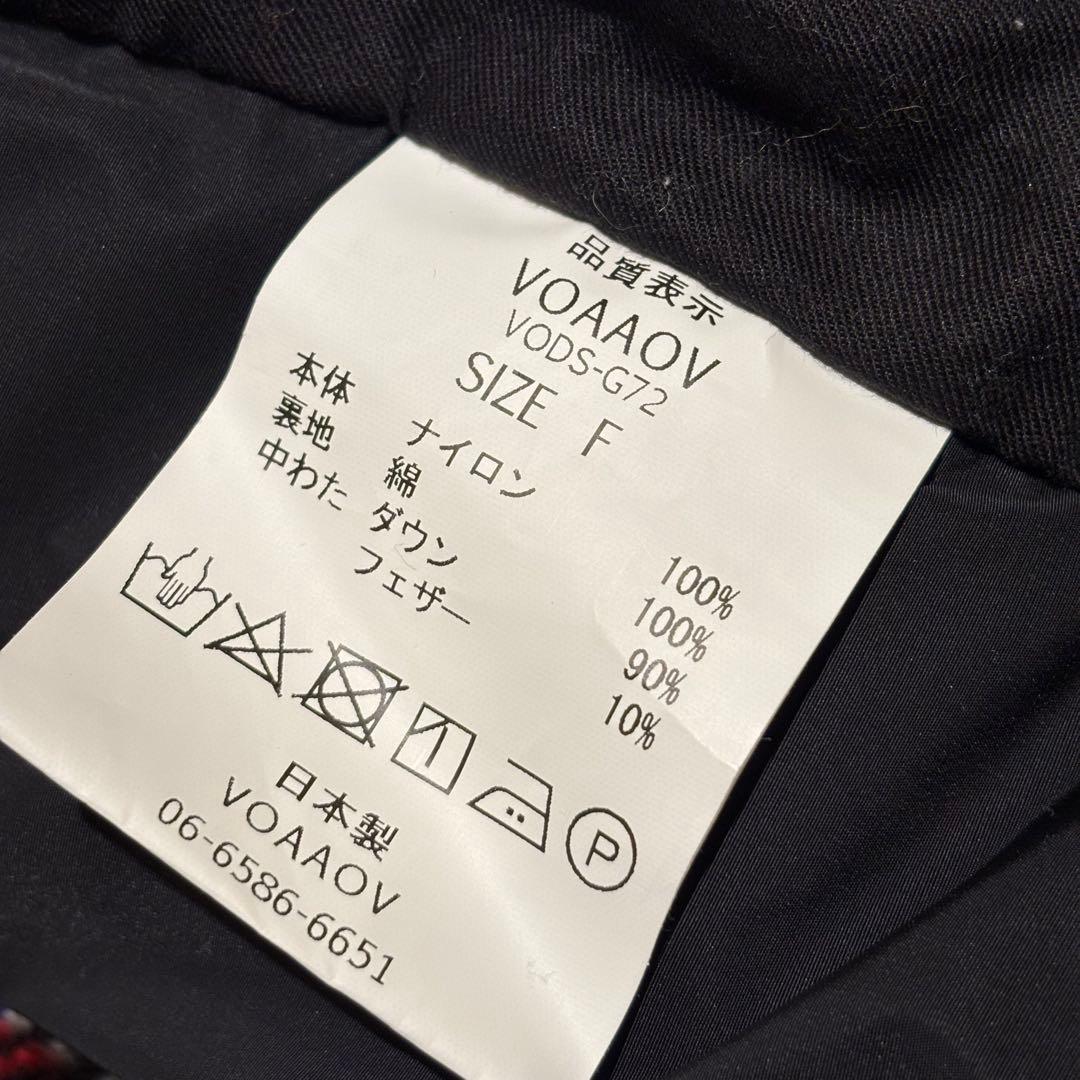 品質表示
VOAAOV
VODS-G72
SIZE F
本体 ナイロン 100%
裏地 綿 100%
中わた ダウン 90%
フェザー 10%
P
日本製
VOAAOV
06-6586-6651